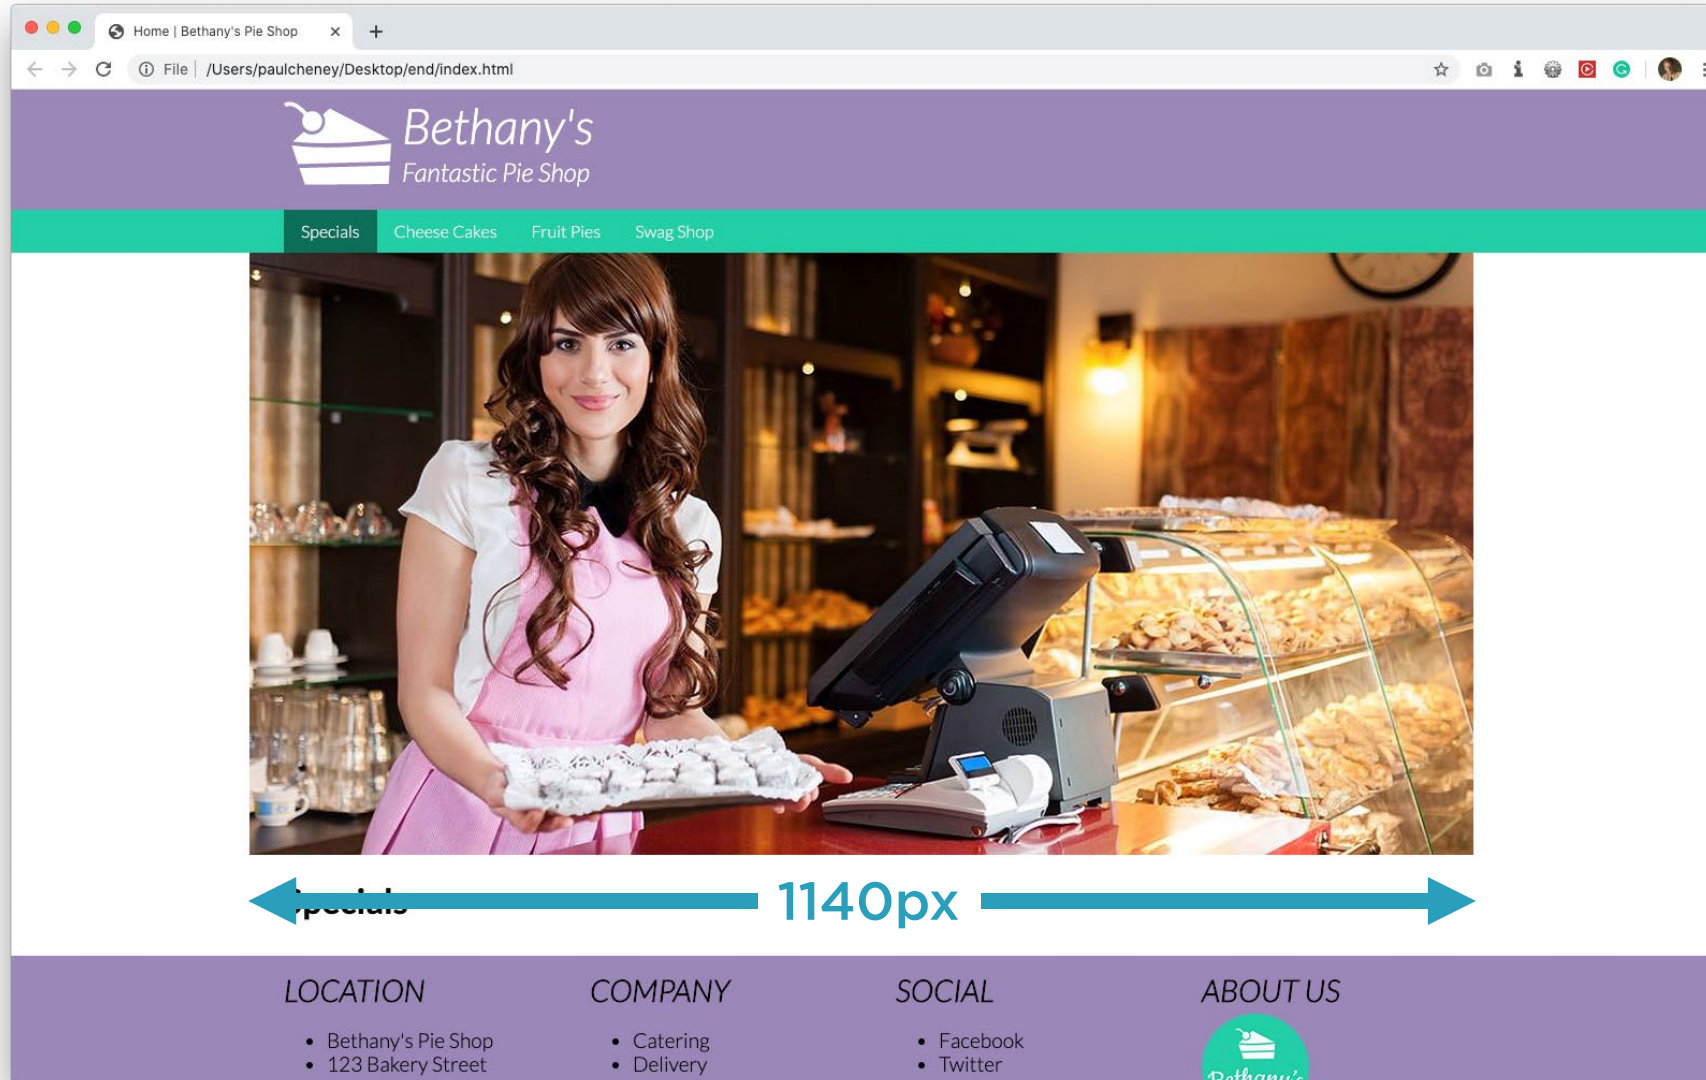 Home | Bethany's Pie Shop
File | /Users/paulcheney/Desktop/end/index.html
Bethany's
Fantastic Pie Shop
Specials Cheese Cakes Fruit Pies Swag Shop
Specials
1140px
LOCATION COMPANY SOCIAL ABOUT US
• Bethany's Pie Shop • Catering • Facebook
• 123 Bakery Street • Delivery • Twitter
Bethany's